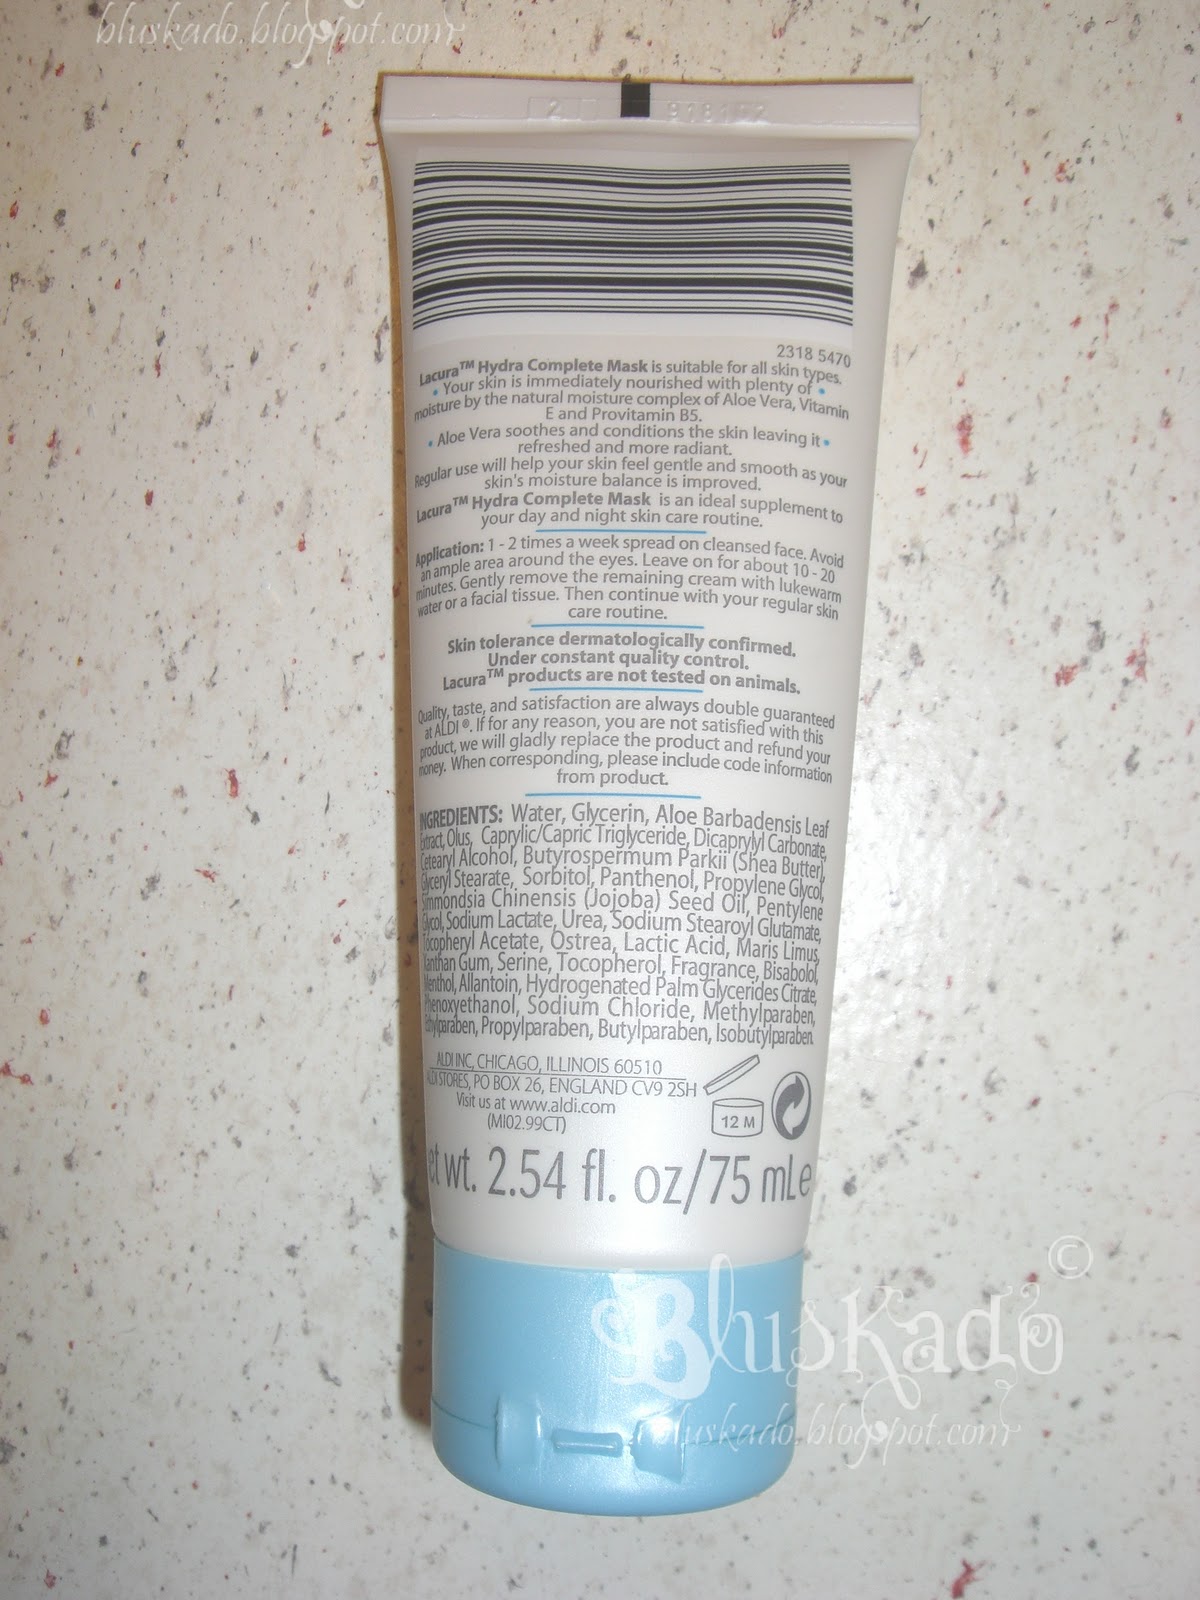 bluskado.blogspot.com
2 918152
2318 5470
Lacura™ Hydra Complete Mask is suitable for all skin types.
• Your skin is immediately nourished with plenty of •
moisture by the natural moisture complex of Aloe Vera, Vitamin
E and Provitamin B5.
• Aloe Vera soothes and conditions the skin leaving it •
refreshed and more radiant.
Regular use will help your skin feel gentle and smooth as your
skin's moisture balance is improved.
Lacura™ Hydra Complete Mask is an ideal supplement to
your day and night skin care routine.
Application: 1 - 2 times a week spread on cleansed face. Avoid
an ample area around the eyes. Leave on for about 10 - 20
minutes. Gently remove the remaining cream with lukewarm
water or a facial tissue. Then continue with your regular skin
care routine.
Skin tolerance dermatologically confirmed.
Under constant quality control.
Lacura™ products are not tested on animals.
Quality, taste, and satisfaction are always double guaranteed
at ALDI ®. If for any reason, you are not satisfied with this
product, we will gladly replace the product and refund your
money. When corresponding, please include code information
from product.
INGREDIENTS: Water, Glycerin, Aloe Barbadensis Leaf
Extract, Olus, Caprylic/Capric Triglyceride, Dicaprylyl Carbonate,
Cetearyl Alcohol, Butyrospermum Parkii (Shea Butter),
Glyceryl Stearate, Sorbitol, Panthenol, Propylene Glycol,
Simmondsia Chinensis (Jojoba) Seed Oil, Pentylene
Glycol, Sodium Lactate, Urea, Sodium Stearoyl Glutamate,
Tocopheryl Acetate, Ostrea, Lactic Acid, Maris Limus,
Xanthan Gum, Serine, Tocopherol, Fragrance, Bisabolol,
Menthol, Allantoin, Hydrogenated Palm Glycerides Citrate,
Phenoxyethanol, Sodium Chloride, Methylparaben,
Ethylparaben, Propylparaben, Butylparaben, Isobutylparaben.
ALDI INC, CHICAGO, ILLINOIS 60510
ALDI STORES, PO BOX 26, ENGLAND CV9 2SH
Visit us at www.aldi.com
(MI02.99CT)
12 M
et wt. 2.54 fl. oz/75 mL e
BlusKado ©
bluskado.blogspot.com